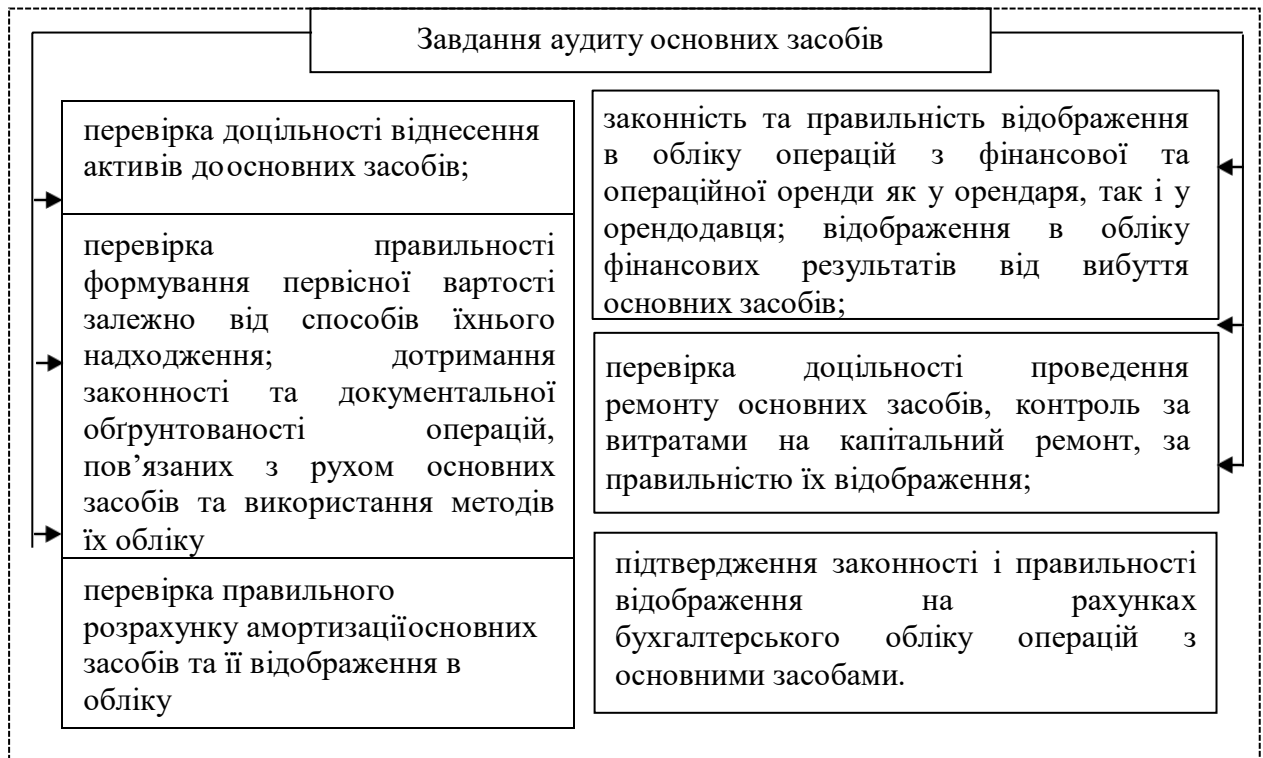 Завдання аудиту основних засобів
перевірка доцільності віднесення
активів доосновних засобів;
перевірка правильності
формування первісної вартості
залежно від способів їхнього
надходження; дотримання
законності та документальної
обґрунтованості операцій,
пов’язаних з рухом основних
засобів та використання методів
їх обліку
перевірка правильного
розрахунку амортизаціїосновних
засобів та її відображення в
обліку
законність та правильність відображення
в обліку операцій з фінансової та
операційної оренди як у орендаря, так і у
орендодавця; відображення в обліку
фінансових результатів від вибуття
основних засобів;
перевірка доцільності проведення
ремонту основних засобів, контроль за
витратами на капітальний ремонт, за
правильністю їх відображення;
підтвердження законності і правильності
відображення на рахунках
бухгалтерського обліку операцій з
основними засобами.